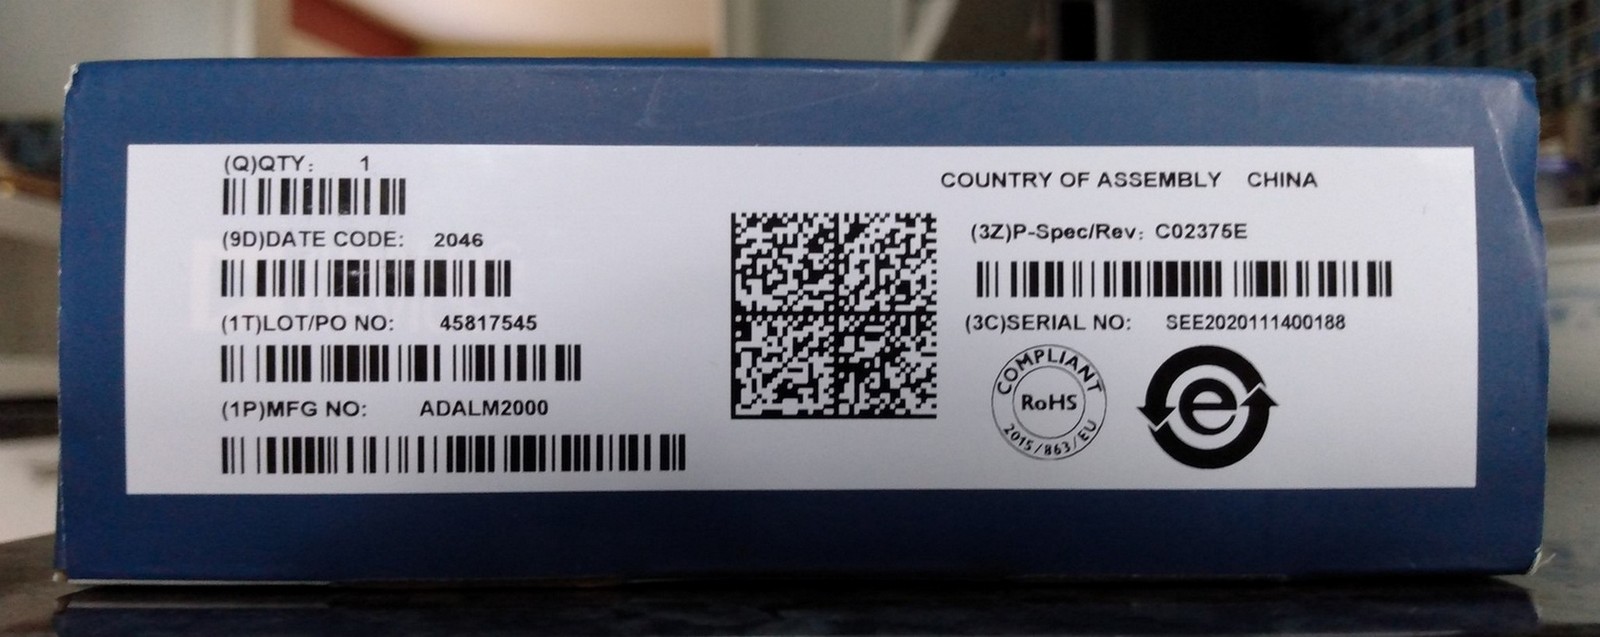 (Q)QTY: 1
(9D)DATE CODE: 2046
(1T)LOT/PO NO: 45817545
(1P)MFG NO: ADALM2000
COUNTRY OF ASSEMBLY CHINA
(3Z)P-Spec/Rev: C02375E
(3C)SERIAL NO: SEE2020111400188
COMPLIANT
RoHS
2015/863/EU
e